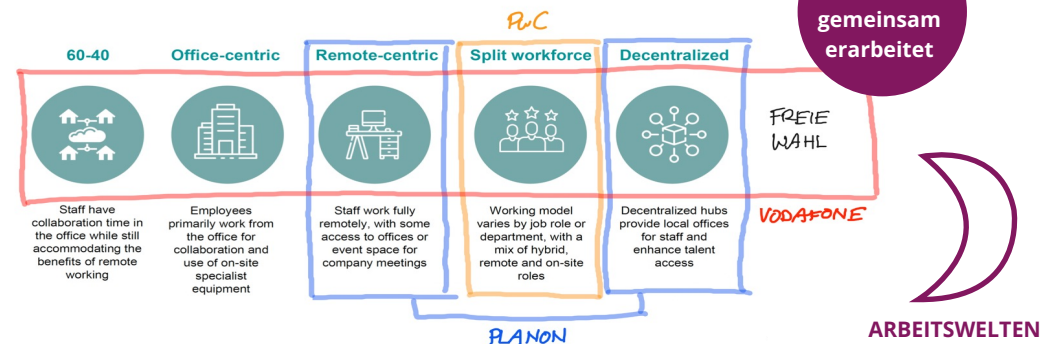 PwC
gemeinsam
erarbeitet
60-40
Office-centric
Remote-centric
Split workforce
Decentralized
FREIE
WAHL
Staff have
collaboration time in
the office while still
accommodating the
benefits of remote
working
Employees
primarily work from
the office for
collaboration and
use of on-site
specialist
equipment
Staff work fully
remotely, with some
access to offices or
event space for
company meetings
Working model
varies by job role or
department, with a
mix of hybrid,
remote and on-site
roles
Decentralized hubs
provide local offices
for staff and
enhance talent
access
VODAFONE
PLANON
ARBEITSWELTEN